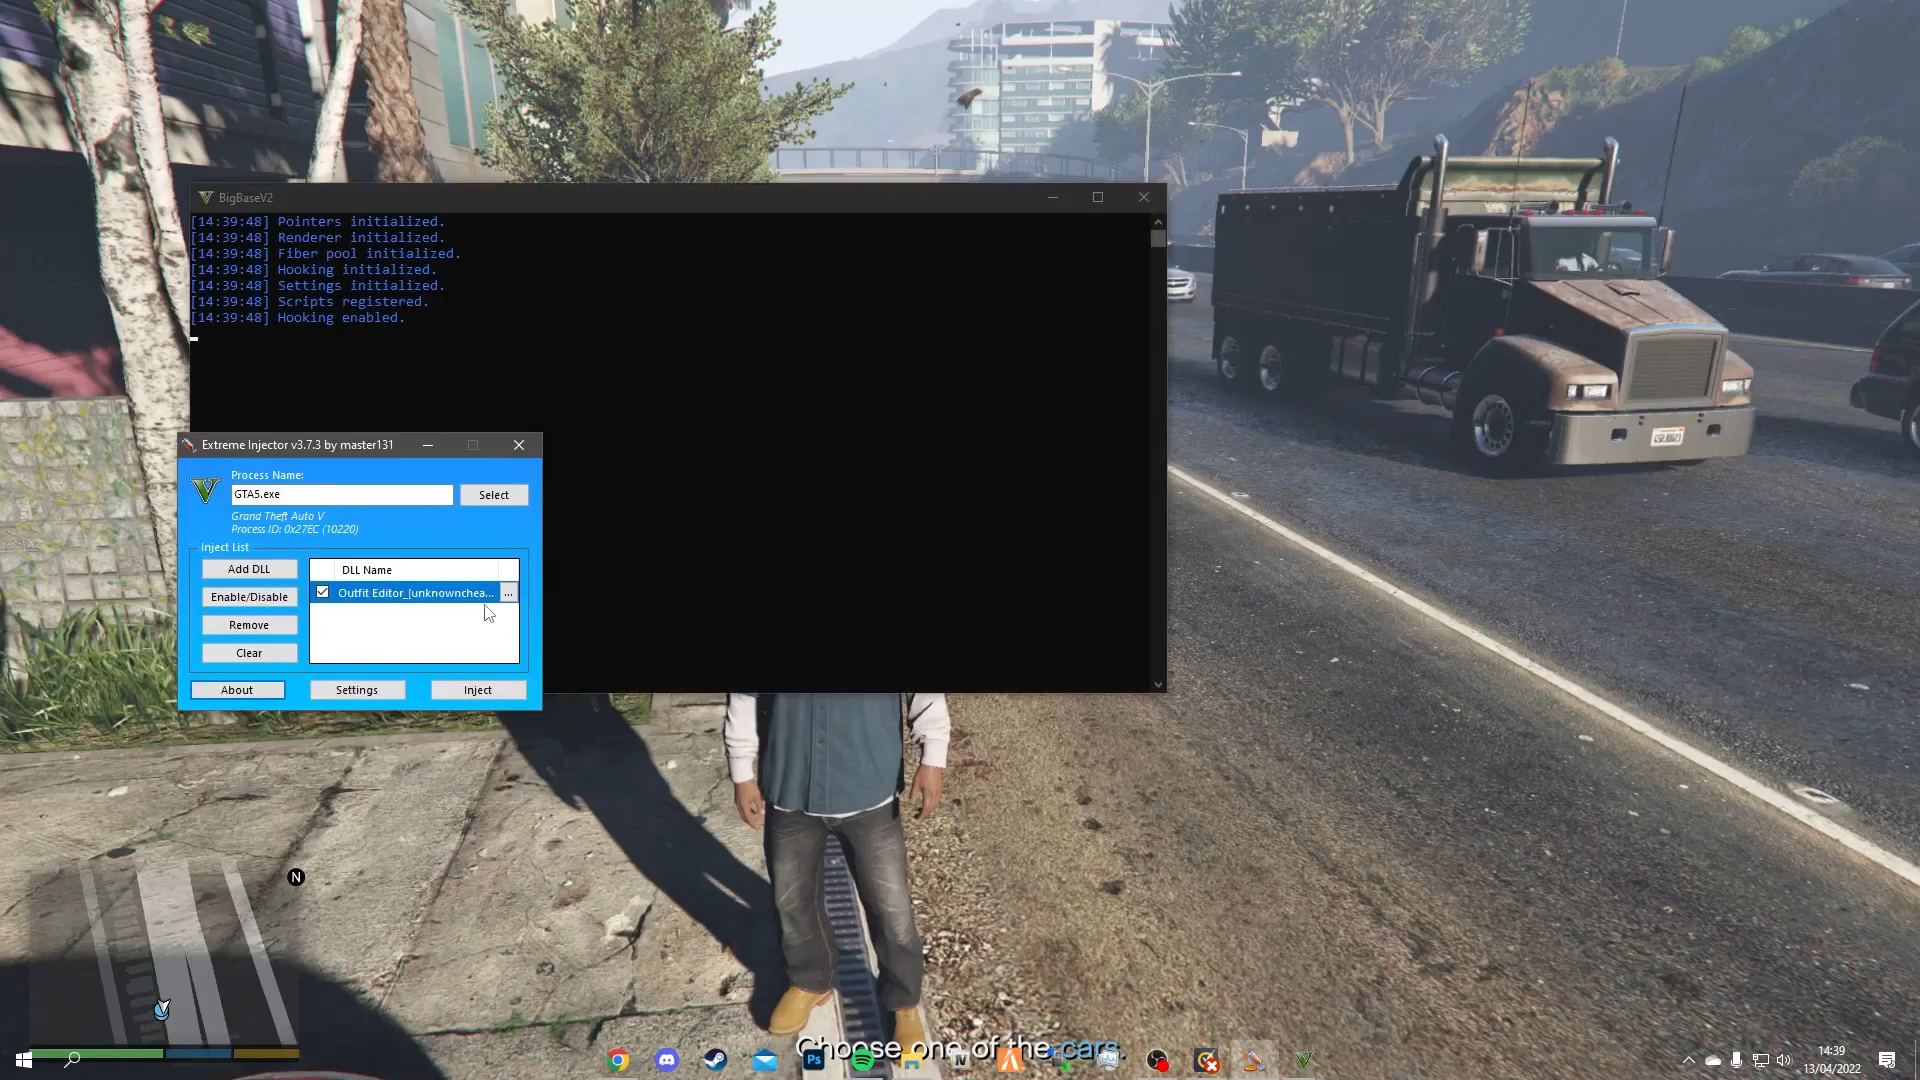 BigBaseV2
[14:39:48] Pointers initialized.
[14:39:48] Renderer initialized.
[14:39:48] Fiber pool initialized.
[14:39:48] Hooking initialized.
[14:39:48] Settings initialized.
[14:39:48] Scripts registered.
[14:39:48] Hooking enabled.
Extreme Injector v3.7.3 by master131
Process Name:
GTA5.exe
Select
Grand Theft Auto V
Process ID: 0x27EC (10220)
Inject List
Add DLL
DLL Name
Enable/Disable
Outfit Editor_[unknownchea...
...
Remove
Clear
About
Settings
Inject
N
Choose one of the cars.
Ps
14:39
13/04/2022